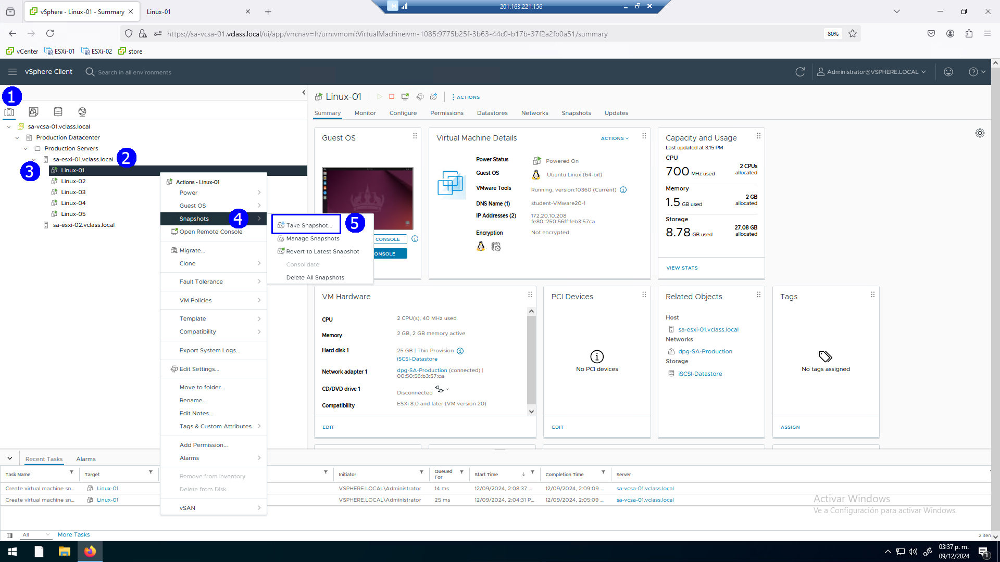 vSphere - Linux-01 - Summary
Linux-01
201.163.221.156
https://sa-vcsa-01.vclass.local/ui/app/vm;nav=h/urn:vmomi:VirtualMachine:vm-1085:9775b25f-3b63-44c0-b17b-37f2a2fb0a51/summary
80%
vCenter
ESXi-01
ESXi-02
store
vSphere Client
Search in all environments
Administrator@VSPHERE.LOCAL
1
sa-vcsa-01.vclass.local
Production Datacenter
Production Servers
sa-esxi-01.vclass.local
2
3
Linux-01
Linux-02
Linux-03
Linux-04
Linux-05
sa-esxi-02.vclass.local
Actions - Linux-01
Power
Guest OS
Snapshots
4
Open Remote Console
Migrate...
Clone
Fault Tolerance
VM Policies
Template
Compatibility
Export System Logs...
Edit Settings...
Move to folder...
Rename...
Edit Notes...
Tags & Custom Attributes
Add Permission...
Alarms
Remove from Inventory
Delete from Disk
vSAN
Take Snapshot...
5
Manage Snapshots
Revert to Latest Snapshot
Consolidate
Delete All Snapshots
Linux-01
ACTIONS
Summary
Monitor
Configure
Permissions
Datastores
Networks
Snapshots
Updates
Guest OS
CONSOLE
ONSOLE
Virtual Machine Details
ACTIONS
Power Status
Powered On
Guest OS
Ubuntu Linux (64-bit)
VMware Tools
Running, version:10360 (Current)
DNS Name (1)
student-VMware20-1
IP Addresses (2)
172.20.10.208
fe80::250:56ff:feb3:57ca
Encryption
Not encrypted
Capacity and Usage
Last updated at 3:15 PM
CPU
700 MHz used
2 CPUs
allocated
Memory
1.5 GB used
2 GB
allocated
Storage
8.78 GB used
27.08 GB
allocated
VIEW STATS
VM Hardware
CPU
2 CPU(s), 40 MHz used
Memory
2 GB, 2 GB memory active
Hard disk 1
25 GB | Thin Provision
iSCSI-Datastore
Network adapter 1
dpg-SA-Production (connected) |
00:50:56:b3:57:ca
CD/DVD drive 1
Disconnected
Compatibility
ESXi 8.0 and later (VM version 20)
EDIT
PCI Devices
No PCI devices
EDIT
Related Objects
Host
sa-esxi-01.vclass.local
Networks
dpg-SA-Production
Storage
iSCSI-Datastore
Tags
No tags assigned
ASSIGN
Recent Tasks
Alarms
Task Name
Target
Initiator
Queued
For
Start Time
Completion Time
Server
Create virtual machine sn...
Linux-01
VSPHERE.LOCAL\Administrator
14 ms
12/09/2024, 2:08:37 ...
12/09/2024, 2:09:09 ...
sa-vcsa-01.vclass.local
Create virtual machine sn...
Linux-01
VSPHERE.LOCAL\Administrator
25 ms
12/09/2024, 2:04:31 P...
12/09/2024, 2:05:09 ...
sa-vcsa-01.vclass.local
Activar Windows
Ve a Configuración para activar Windows.
All
More Tasks
2 item
03:37 p. m.
09/12/2024
1